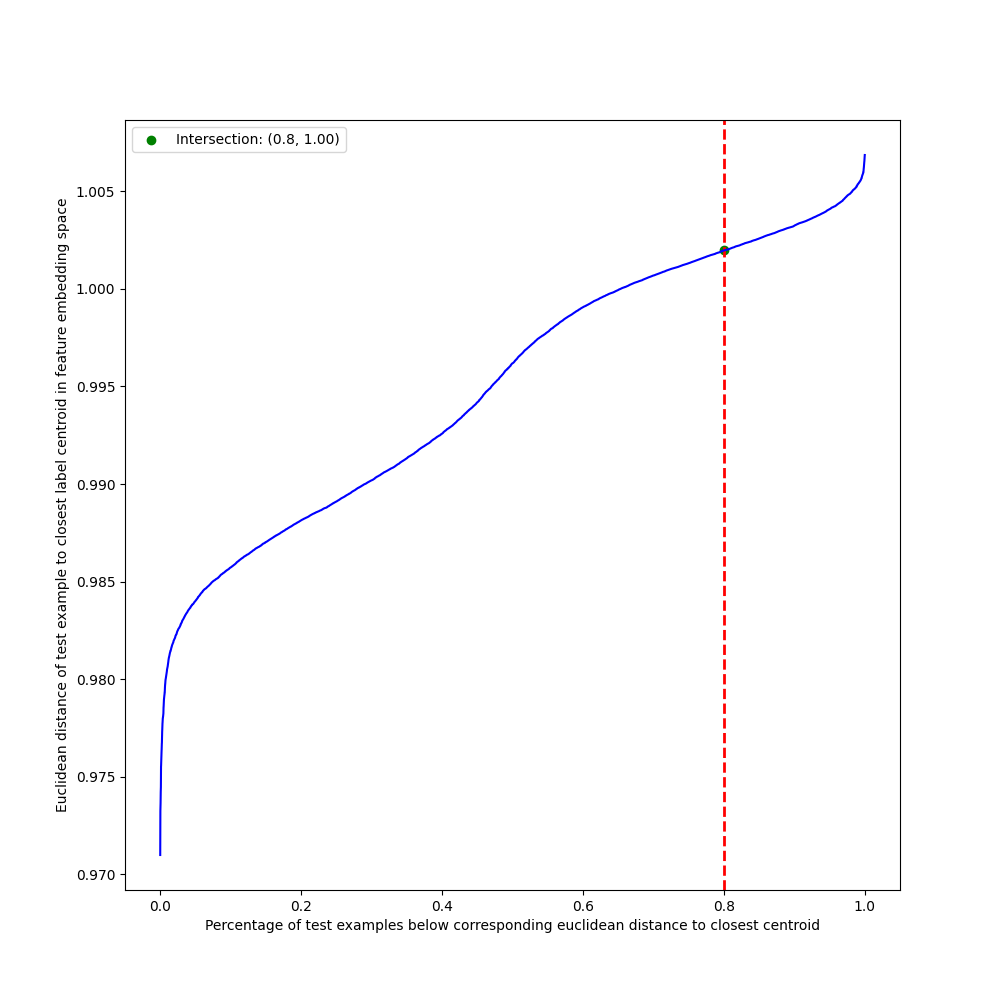 Intersection: (0.8, 1.00)
Euclidean distance of test example to closest label centroid in feature embedding space
1.005
1.000
0.995
0.990
0.985
0.980
0.975
0.970
0.0 0.2 0.4 0.6 0.8 1.0
Percentage of test examples below corresponding euclidean distance to closest centroid